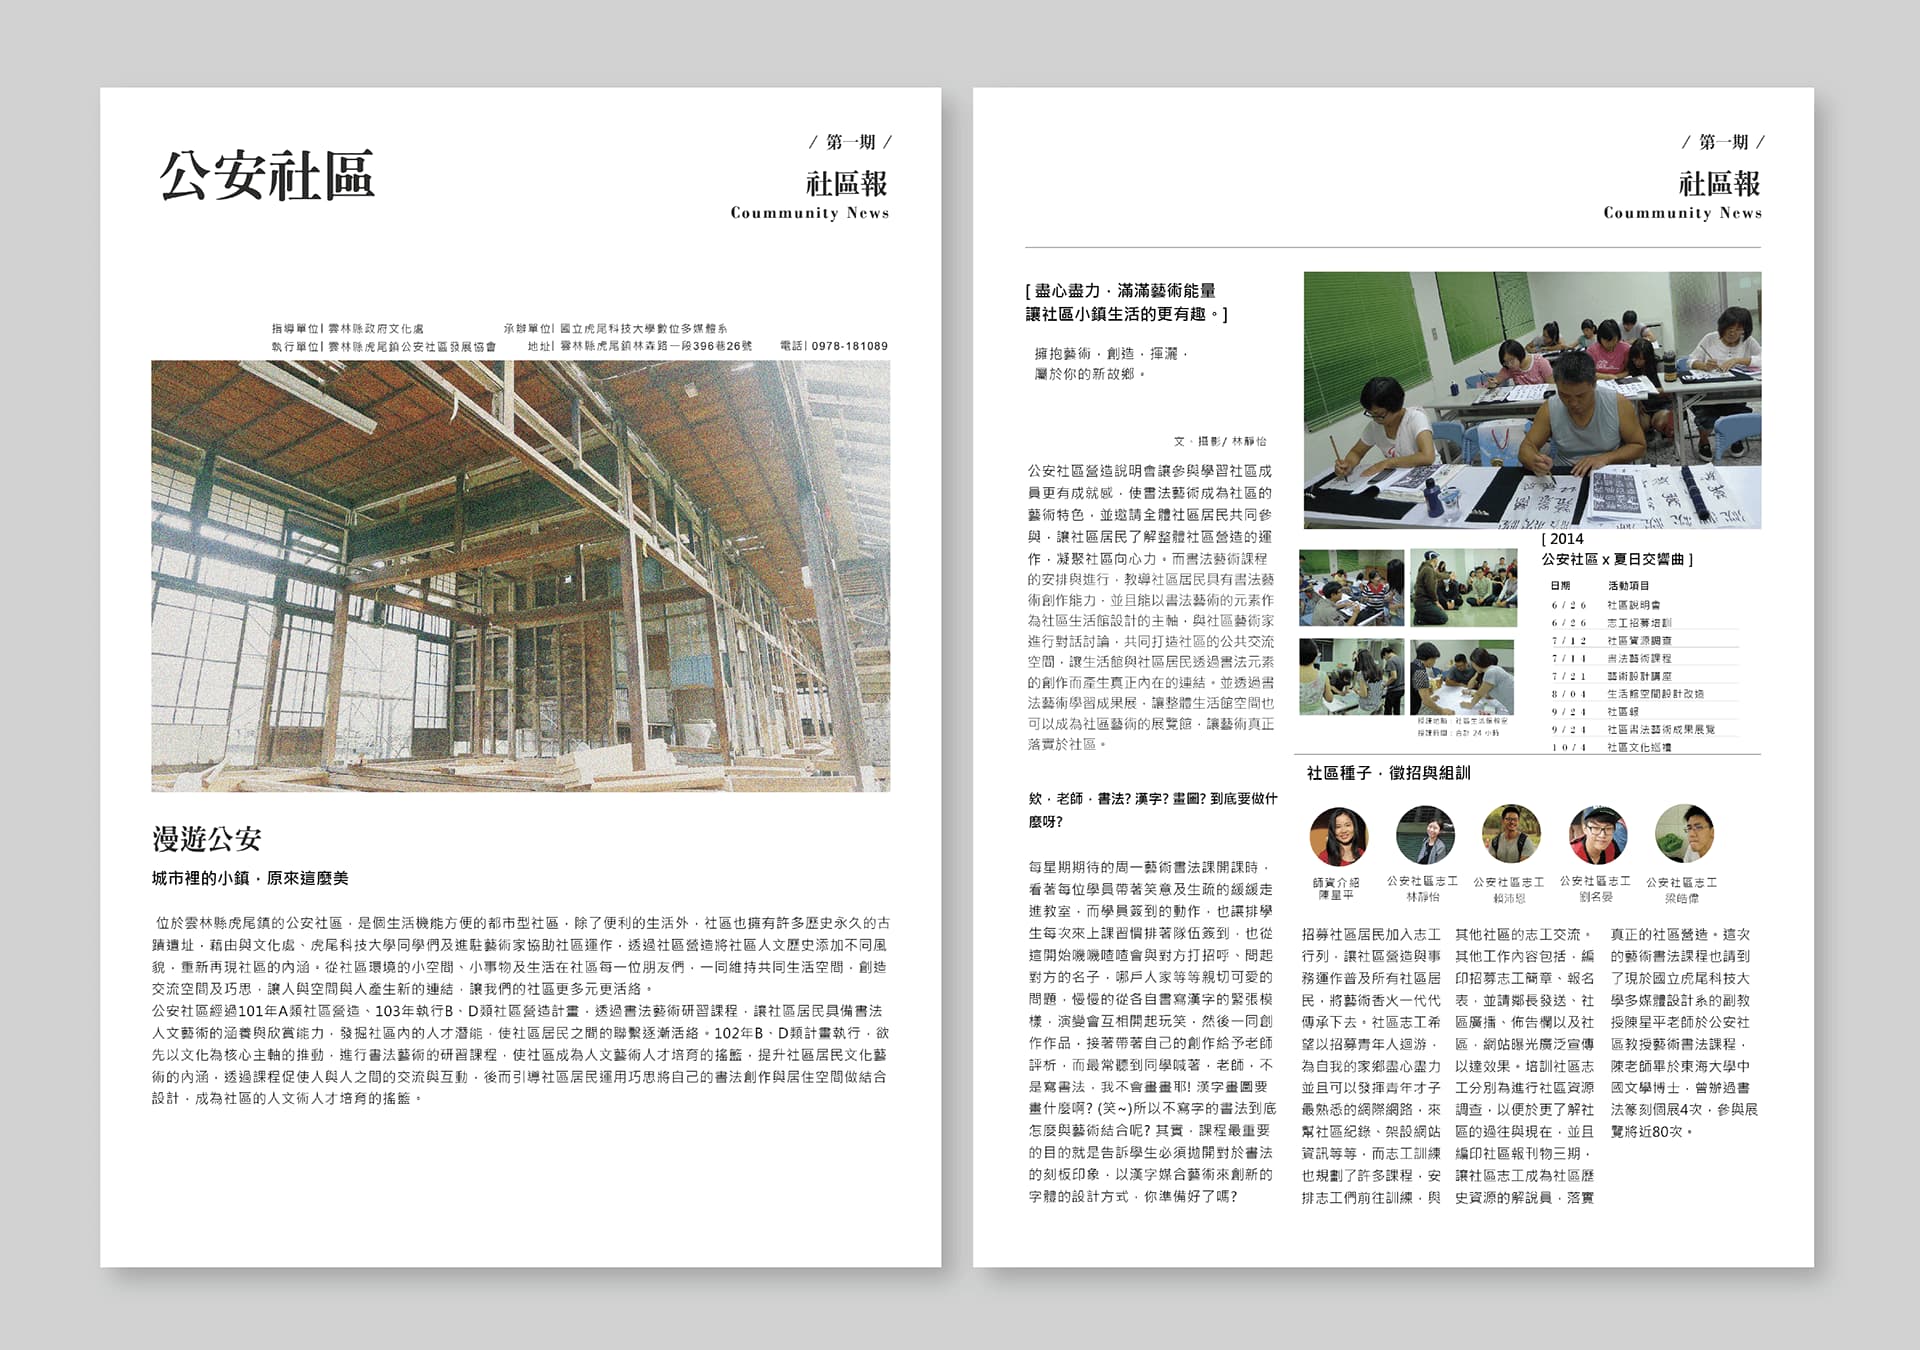 公安社區
/ 第一期 /
社區報
Coummunity News
指導單位| 雲林縣政府文化處
承辦單位| 國立虎尾科技大學數位多媒體系
執行單位| 雲林縣虎尾鎮公安社區發展協會
地址| 雲林縣虎尾鎮林森路一段396巷26號
電話| 0978-181089
漫遊公安
城市裡的小鎮，原來這麼美
位於雲林縣虎尾鎮的公安社區，是個生活機能方便的都市型社區，除了便利的生活外，社區也擁有許多歷史永久的古
蹟遺址，藉由與文化處、虎尾科技大學同學們及進駐藝術家協助社區運作，透過社區營造將社區人文歷史添加不同風
貌，重新再現社區的內涵。從社區環境的小空間、小事物及生活在社區每一位朋友們，一同維持共同生活空間，創造
交流空間及巧思，讓人與空間與人產生新的連結，讓我們的社區更多元更活絡。
公安社區經過101年A類社區營造、103年執行B、D類社區營造計畫，透過書法藝術研習課程，讓社區居民具備書法
人文藝術的涵養與欣賞能力，發掘社區內的人才潛能，使社區居民之間的聯繫逐漸活絡。102年B、D類計畫執行，欲
先以文化為核心主軸的推動，進行書法藝術的研習課程，使社區成為人文藝術人才培育的搖籃，提升社區居民文化藝
術的內涵，透過課程促使人與人之間的交流與互動，後而引導社區居民運用巧思將自己的書法創作與居住空間做結合
設計，成為社區的人文術人才培育的搖籃。
/ 第一期 /
社區報
Coummunity News
[ 盡心盡力，滿滿藝術能量
讓社區小鎮生活的更有趣。]
擁抱藝術，創造，揮灑，
屬於你的新故鄉。
文、攝影/ 林靜怡
公安社區營造說明會讓參與學習社區成
員更有成就感，使書法藝術成為社區的
藝術特色，並邀請全體社區居民共同參
與，讓社區居民了解整體社區營造的運
作，凝聚社區向心力。而書法藝術課程
的安排與進行，教導社區居民具有書法藝
術創作能力，並且能以書法藝術的元素作
為社區生活館設計的主軸，與社區藝術家
進行對話討論，共同打造社區的公共交流
空間，讓生活館與社區居民透過書法元素
的創作而產生真正內在的連結。並透過書
法藝術學習成果展，讓整體生活館空間也
可以成為社區藝術的展覽館，讓藝術真正
落實於社區。
欸，老師，書法? 漢字? 畫圖? 到底要做什
麼呀?
每星期期待的周一藝術書法課開課時，
看著每位學員帶著笑意及生疏的緩緩走
進教室，而學員簽到的動作，也讓排學
生每次來上課習慣排著隊伍簽到，也從
這開始嘰嘰喳喳會與對方打招呼、問起
對方的名子，哪戶人家等等親切可愛的
問題，慢慢的從各自書寫漢字的緊張模
樣，演變會互相開起玩笑，然後一同創
作作品，接著帶著自己的創作給予老師
評析，而最常聽到同學喊著，老師，不
是寫書法，我不會畫畫耶! 漢字畫圖要
畫什麼啊? (笑~)所以不寫字的書法到底
怎麼與藝術結合呢? 其實，課程最重要
的目的就是告訴學生必須拋開對於書法
的刻板印象，以漢字媒合藝術來創新的
字體的設計方式，你準備好了嗎?
授課地點：社區生活館教室
授課時間：合計 24 小時
[ 2014
公安社區 x 夏日交響曲 ]
日期 活動項目
6 / 2 6 社區說明會
6 / 2 6 志工招募培訓
7 / 1 2 社區資源調查
7 / 1 4 書法藝術課程
7 / 2 1 藝術設計講座
8 / 0 4 生活館空間設計改造
9 / 2 4 社區報
9 / 2 4 社區書法藝術成果展覽
1 0 / 4 社區文化巡禮
社區種子，徵招與組訓
師資介紹
陳星平
公安社區志工
林靜怡
公安社區志工
賴沛恩
公安社區志工
劉名晏
公安社區志工
梁皓偉
招募社區居民加入志工
行列，讓社區營造與事
務運作普及所有社區居
民，將藝術香火一代代
傳承下去。社區志工希
望以招募青年人迴游，
為自我的家鄉盡心盡力
並且可以發揮青年才子
最熟悉的網際網路，來
幫社區紀錄、架設網站
資訊等等，而志工訓練
也規劃了許多課程，安
排志工們前往訓練，與
其他社區的志工交流。
其他工作內容包括，編
印招募志工簡章、報名
表，並請鄰長發送、社
區廣播、佈告欄以及社
區，網站曝光廣泛宣傳
以達效果。培訓社區志
工分別為進行社區資源
調查，以便於更了解社
區的過往與現在，並且
編印社區報刊物三期，
讓社區志工成為社區歷
史資源的解說員，落實
真正的社區營造。這次
的藝術書法課程也請到
了現於國立虎尾科技大
學多媒體設計系的副教
授陳星平老師於公安社
區教授藝術書法課程，
陳老師畢於東海大學中
國文學博士，曾辦過書
法篆刻個展4次，參與展
覽將近80次。